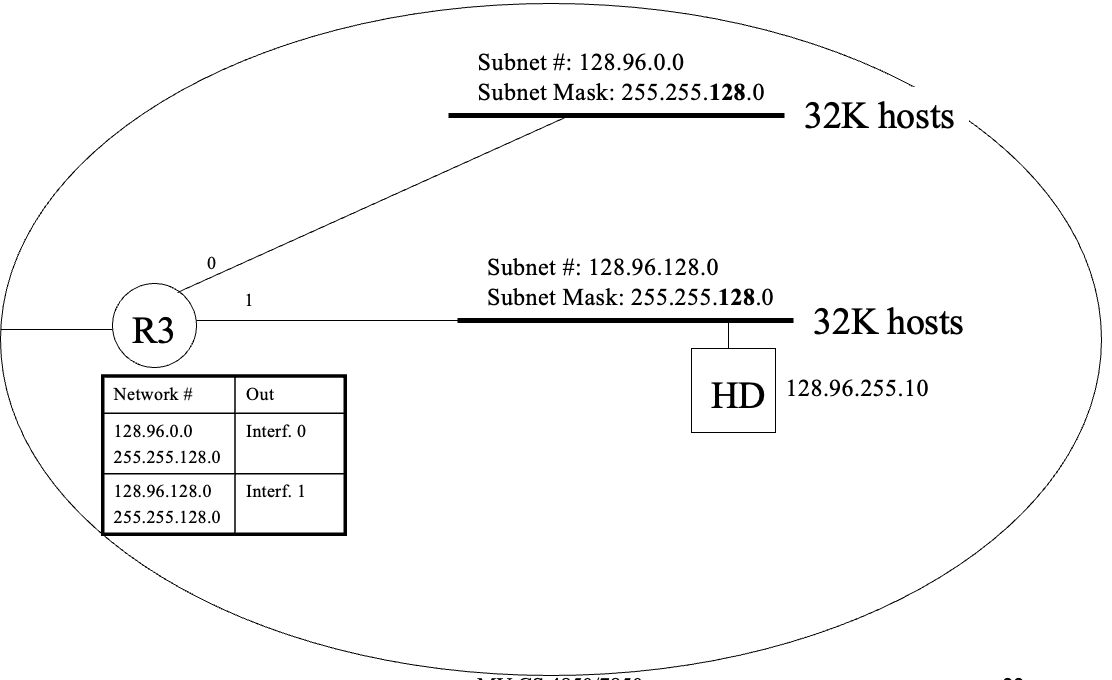 Subnet #: 128.96.0.0
Subnet Mask: 255.255.128.0
32K hosts
0
Subnet #: 128.96.128.0
1
Subnet Mask: 255.255.128.0
32K hosts
R3
HD
128.96.255.10
Network # Out
128.96.0.0 Interf. 0
255.255.128.0
128.96.128.0 Interf. 1
255.255.128.0